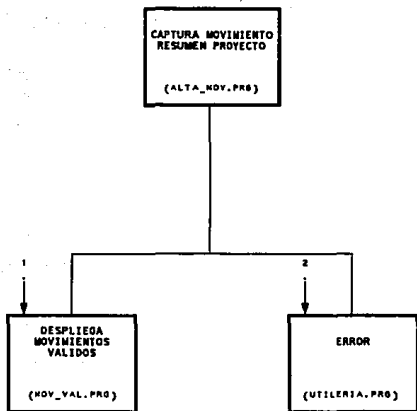 CAPTURA MOVIMIENTO
RESUMEN PROYECTO
(ALTA_MOV.PRG)
1
2
DESPLIEGA
MOVIMIENTOS
VALIDOS
(MOV_VAL.PRG)
ERROR
(UTILERIA.PRG)